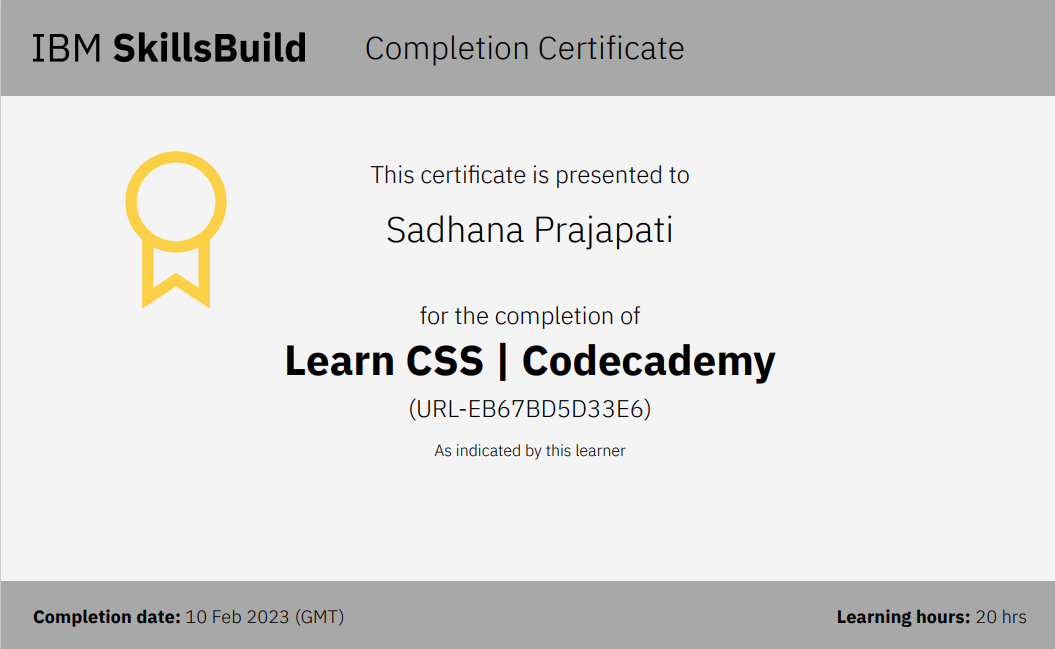 IBM SkillsBuild Completion Certificate
This certificate is presented to
Sadhana Prajapati
for the completion of
Learn CSS | Codecademy
(URL-EB67BD5D33E6)
As indicated by this learner
Completion date: 10 Feb 2023 (GMT) Learning hours: 20 hrs